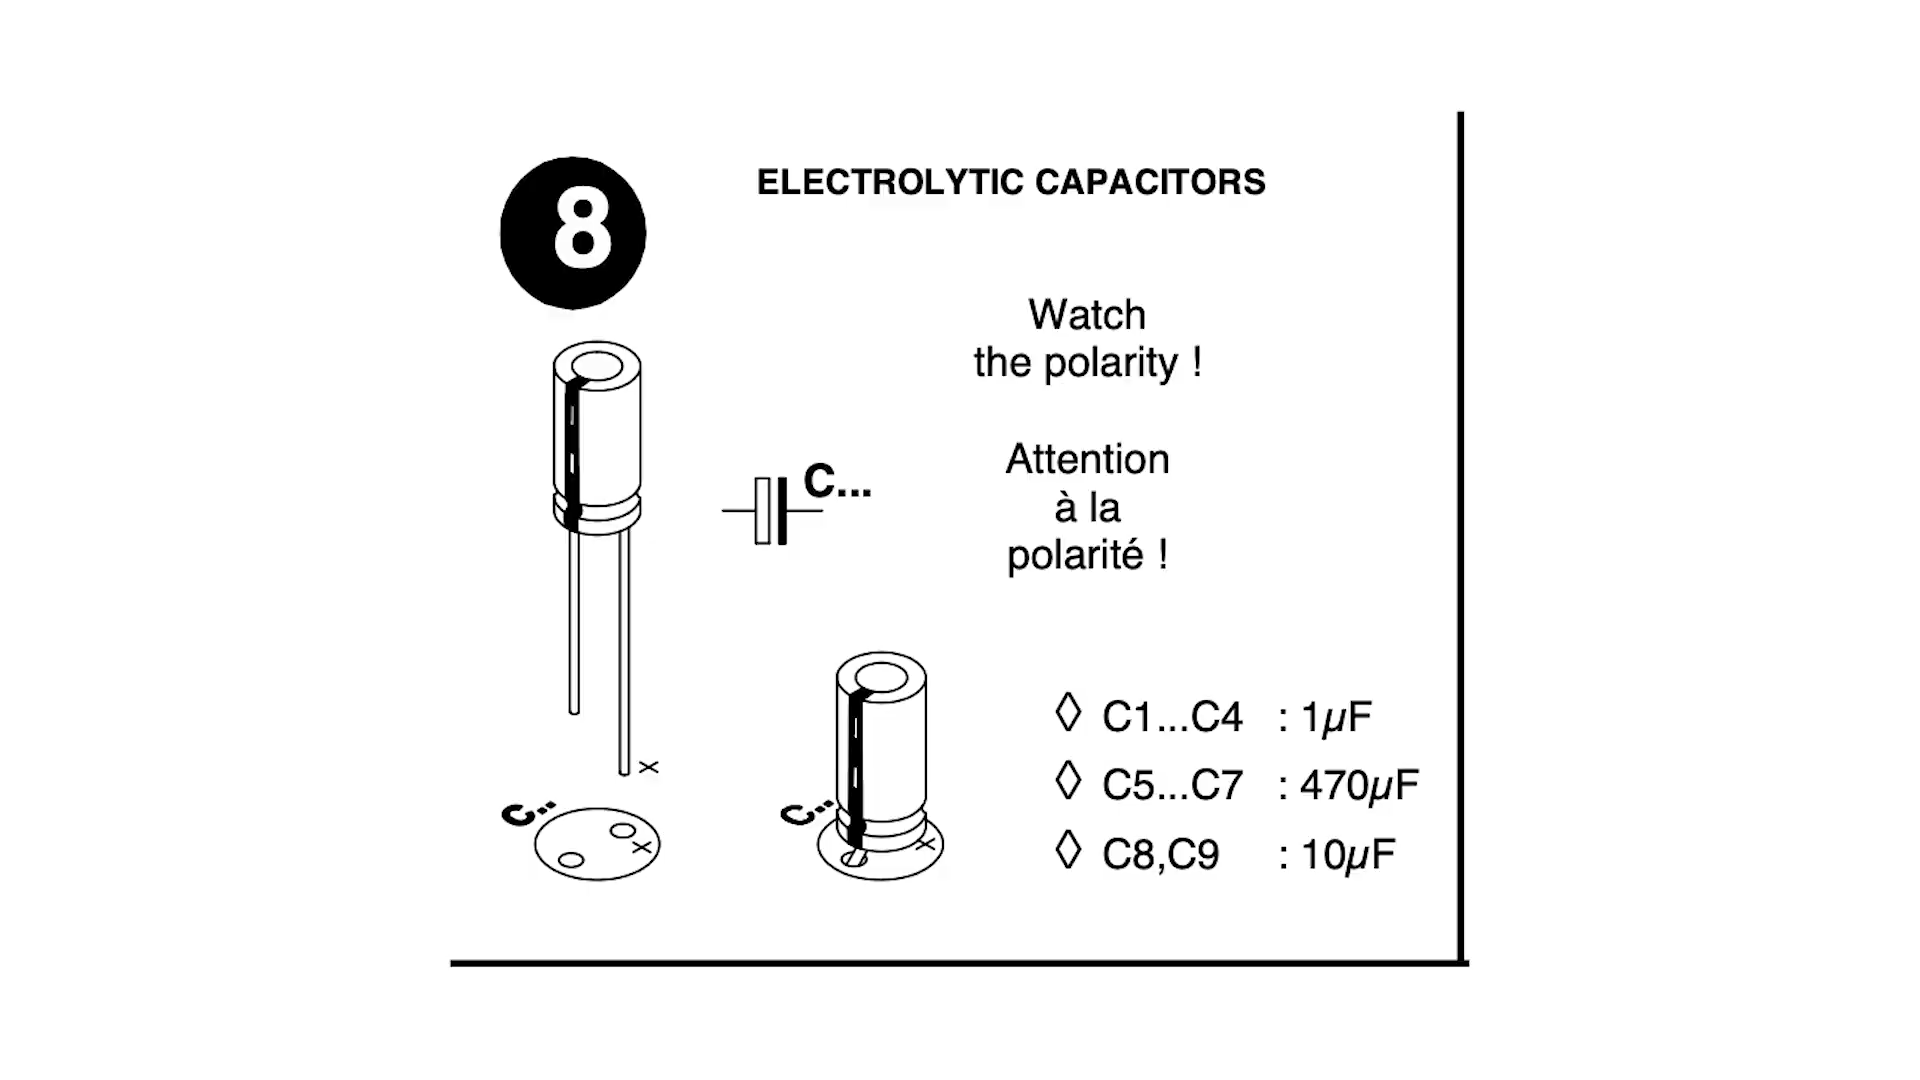 8
ELECTROLYTIC CAPACITORS
Watch
the polarity !
C...
Attention
à la
polarité !
x
C..
x
C..
x
◊ C1...C4 : 1µF
◊ C5...C7 : 470µF
◊ C8,C9 : 10µF